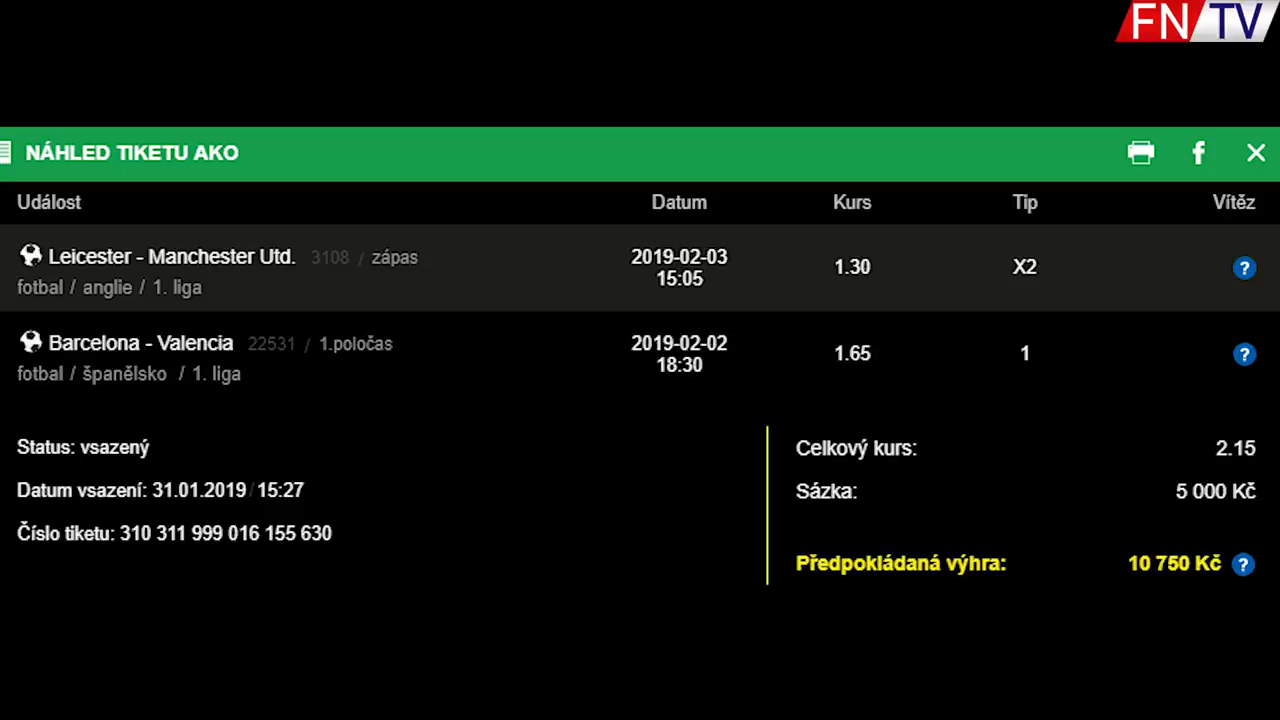 FN TV
NÁHLED TIKETU AKO
Událost Datum Kurs Tip Vítěz
Leicester - Manchester Utd. 3108 / zápas 2019-02-03 15:05 1.30 X2 ?
fotbal / anglie / 1. liga
Barcelona - Valencia 22531 / 1.poločas 2019-02-02 18:30 1.65 1 ?
fotbal / španělsko / 1. liga
Status: vsazený
Datum vsazení: 31.01.2019 / 15:27
Číslo tiketu: 310 311 999 016 155 630
Celkový kurs: 2.15
Sázka: 5 000 Kč
Předpokládaná výhra: 10 750 Kč ?